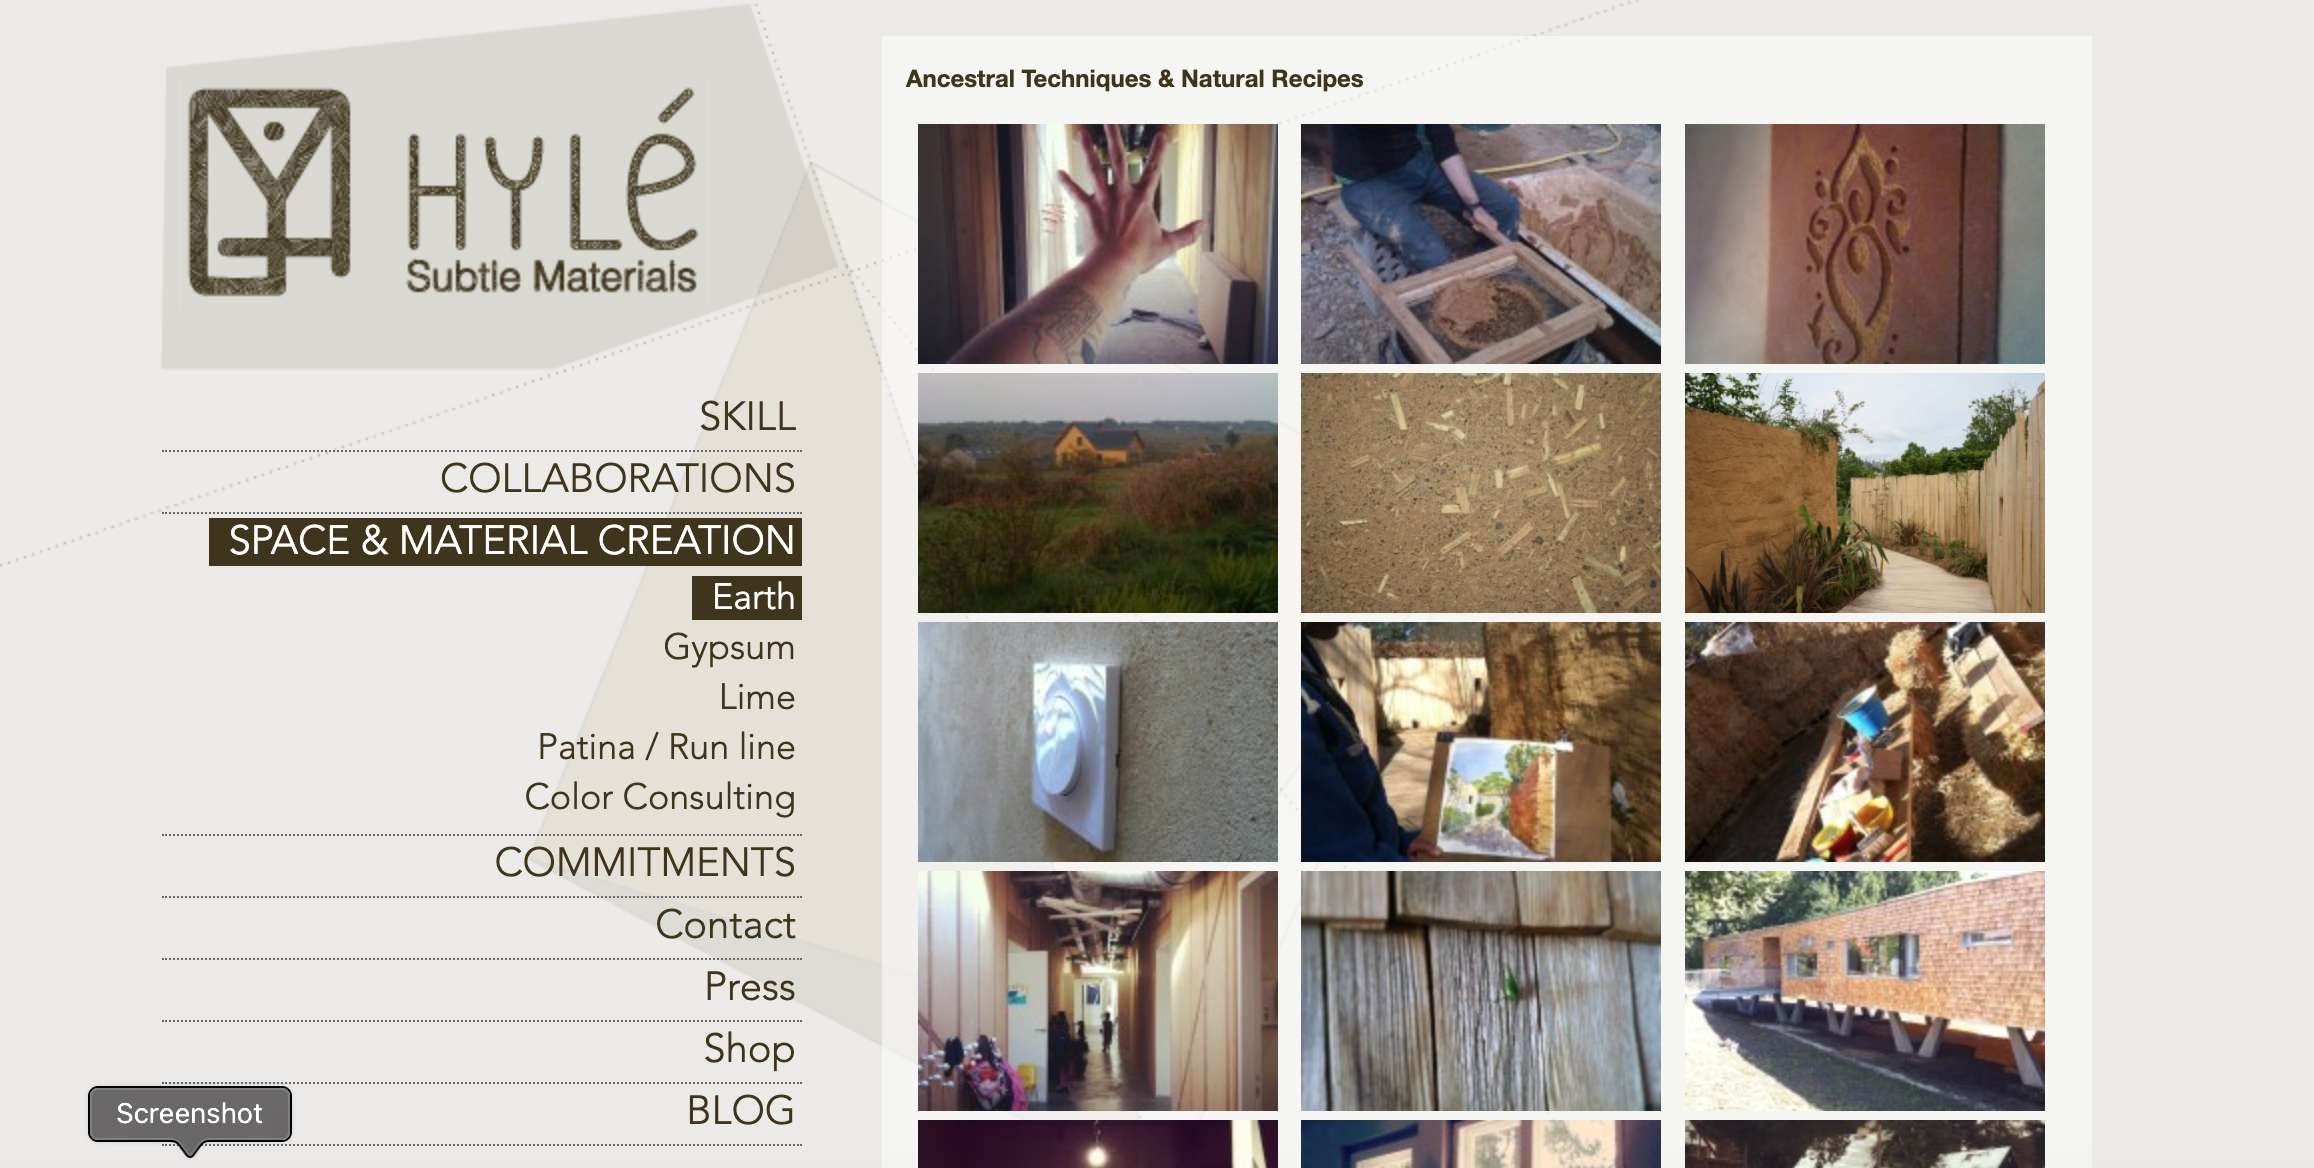 HYLé
Subtle Materials
SKILL
COLLABORATIONS
SPACE & MATERIAL CREATION
Earth
Gypsum
Lime
Patina / Run line
Color Consulting
COMMITMENTS
Contact
Press
Shop
BLOG
Screenshot
Ancestral Techniques & Natural Recipes